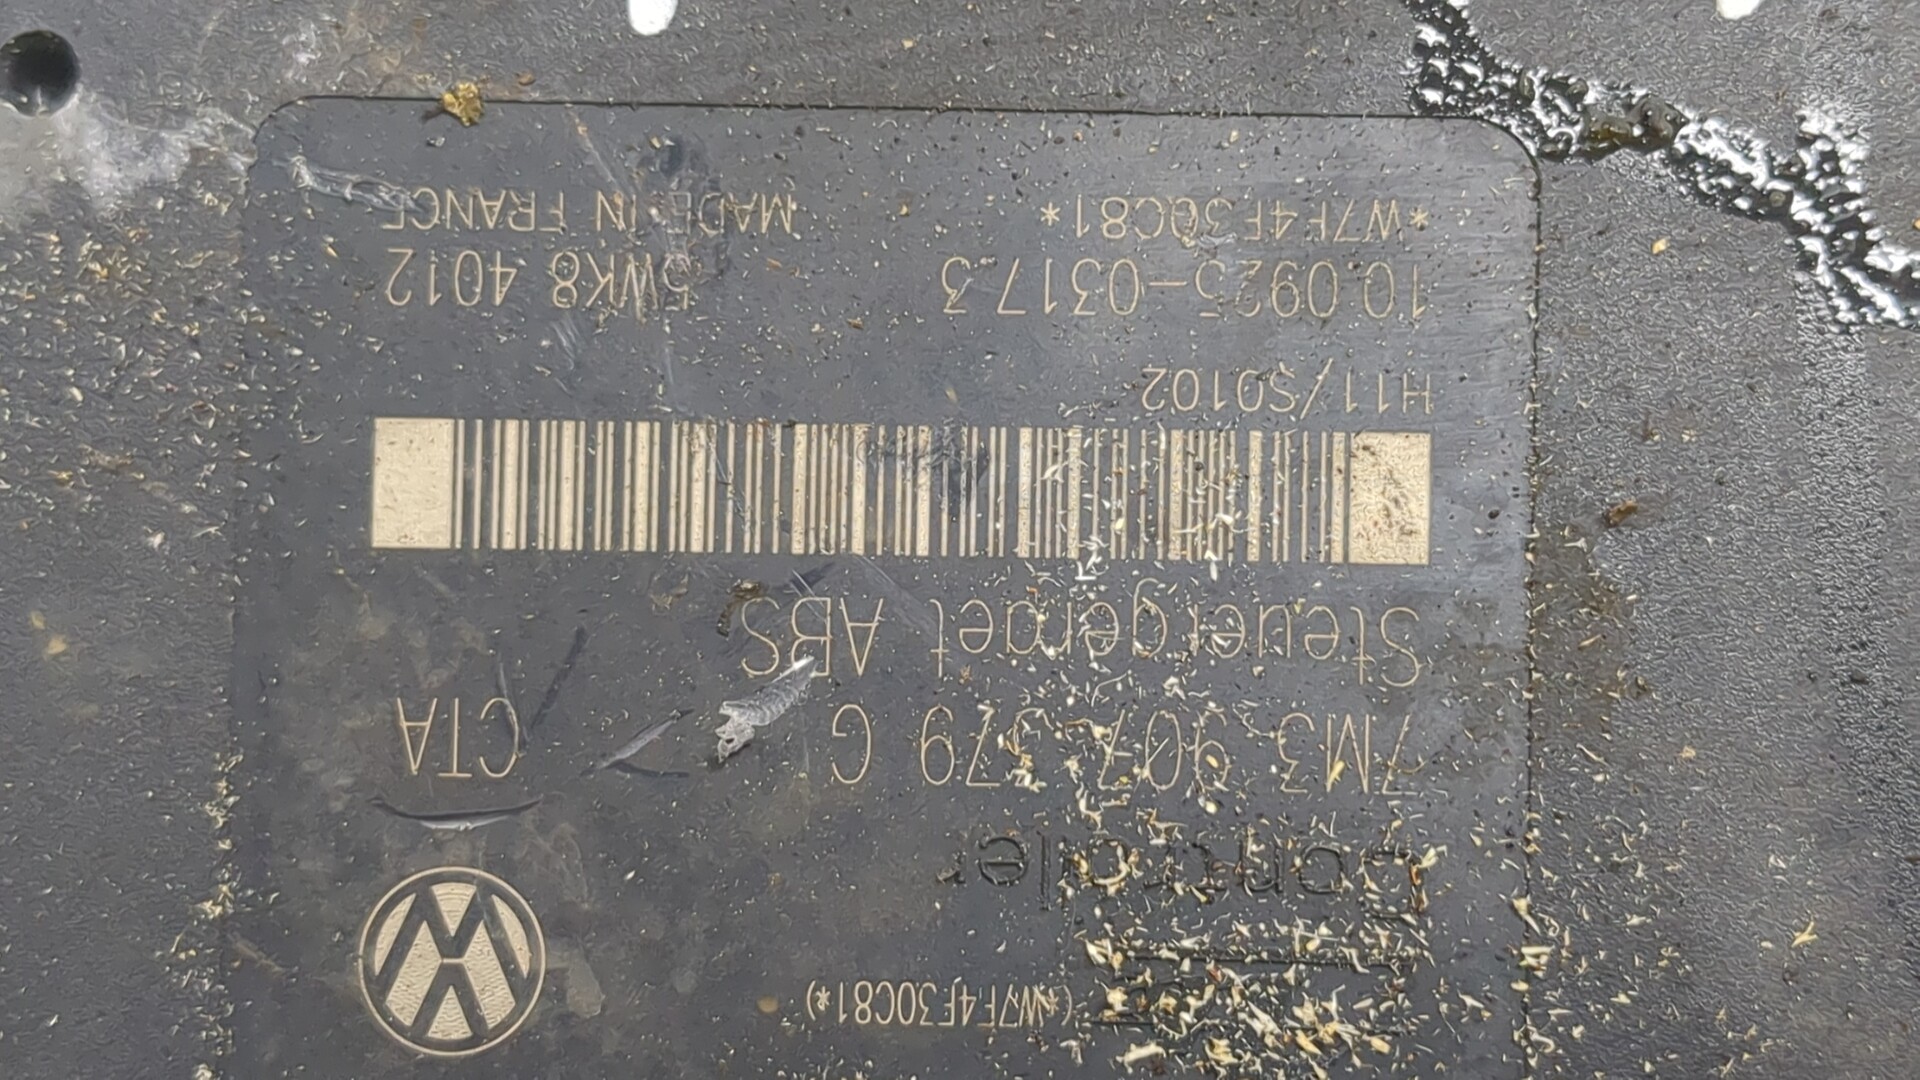 (*W7F4F30C81*)
controller
7M3 907 379 G CTA
Steuergeraet ABS
H11/S0102
10.0925-0317.3 5WK8 4012
*W7F4F30C81* MADE IN FRANCE